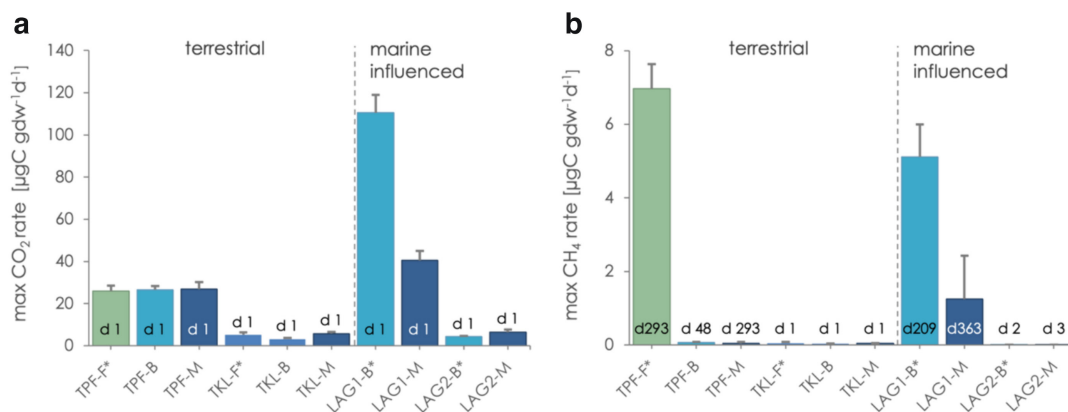 a
terrestrial
marine
influenced
max CO₂ rate [µgC gdw⁻¹d⁻¹]
140
120
100
80
60
40
20
0
d 1
d 1
d 1
d 1
d 1
d 1
d 1
d 1
d 1
d 1
TPF-F*
TPF-B
TPF-M
TKL-F*
TKL-B
TKL-M
LAG1-B*
LAG1-M
LAG2-B*
LAG2-M
b
terrestrial
marine
influenced
max CH₄ rate [µgC gdw⁻¹d⁻¹]
8
6
4
2
0
d293
d 48
d 293
d 1
d 1
d 1
d209
d363
d 2
d 3
TPF-F*
TPF-B
TPF-M
TKL-F*
TKL-B
TKL-M
LAG1-B*
LAG1-M
LAG2-B*
LAG2-M